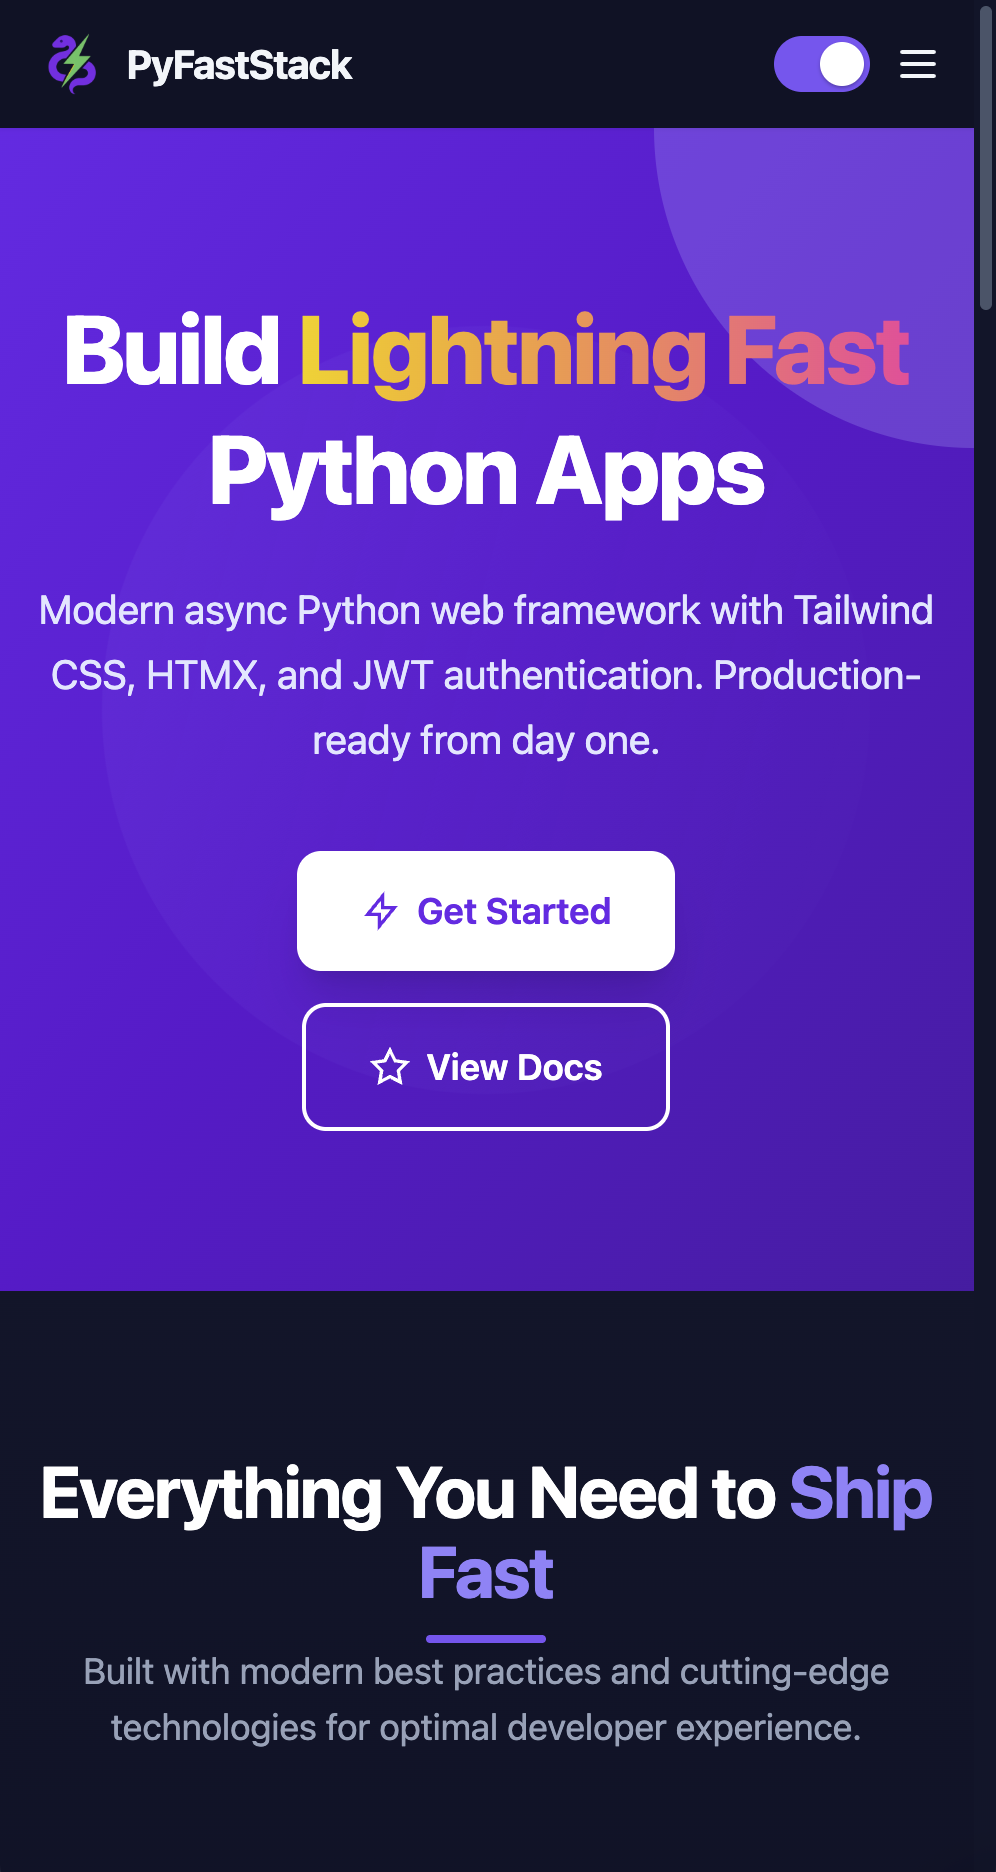 PyFastStack
Build Lightning Fast
Python Apps
Modern async Python web framework with Tailwind
CSS, HTMX, and JWT authentication. Production-
ready from day one.
Get Started
View Docs
Everything You Need to Ship
Fast
Built with modern best practices and cutting-edge
technologies for optimal developer experience.